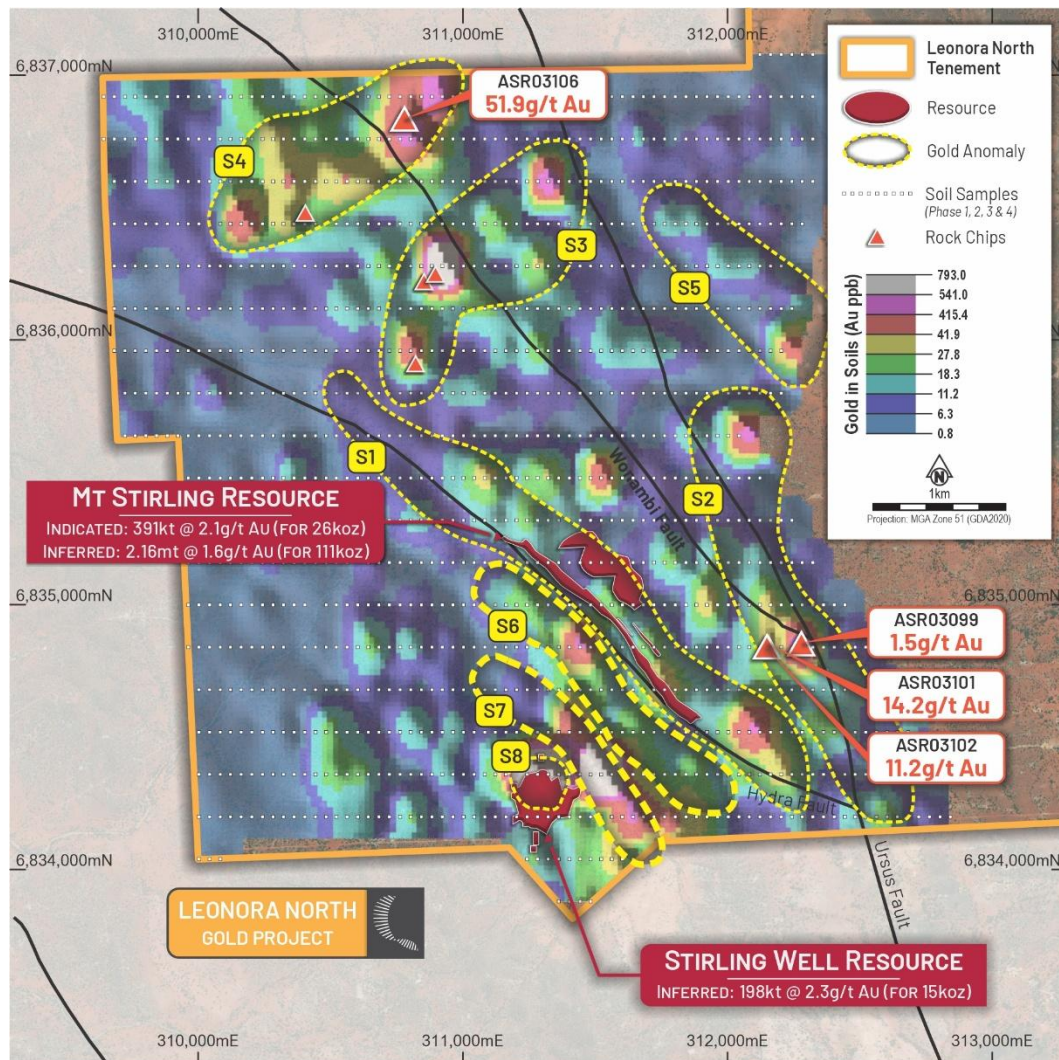 310,000mE
311,000mE
312,000mE
6,837,000mN
6,836,000mN
6,835,000mN
6,834,000mN
ASR03106
51.9g/t Au
S4
S3
S5
S1
S2
S6
S7
S8
Worambi Fault
Hydra Fault
Ursus Fault
MT STIRLING RESOURCE
INDICATED: 391kt @ 2.1g/t Au (FOR 26koz)
INFERRED: 2.16mt @ 1.6g/t Au (FOR 111koz)
6,835,000mN
ASR03099
1.5g/t Au
ASR03101
14.2g/t Au
ASR03102
11.2g/t Au
6,834,000mN
LEONORA NORTH
GOLD PROJECT
STIRLING WELL RESOURCE
INFERRED: 198kt @ 2.3g/t Au (FOR 15koz)
310,000mE
311,000mE
312,000mE
313,000mE
Leonora North
Tenement
Resource
Gold Anomaly
Soil Samples
(Phase 1, 2, 3 & 4)
Rock Chips
Gold in Soils (Au ppb)
793.0
541.0
415.4
41.9
27.8
18.3
11.2
6.3
0.8
N
1km
Projection: MGA Zone 51 (GDA2020)